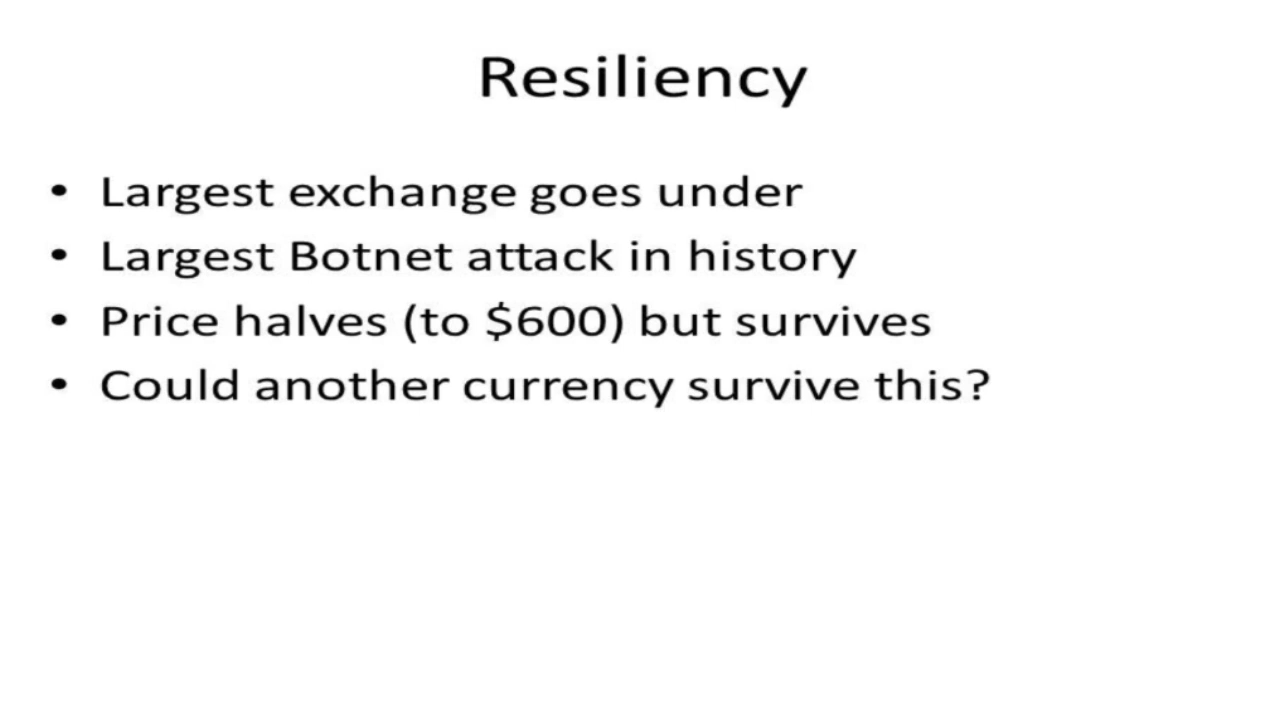 Resiliency
• Largest exchange goes under
• Largest Botnet attack in history
• Price halves (to $600) but survives
• Could another currency survive this?